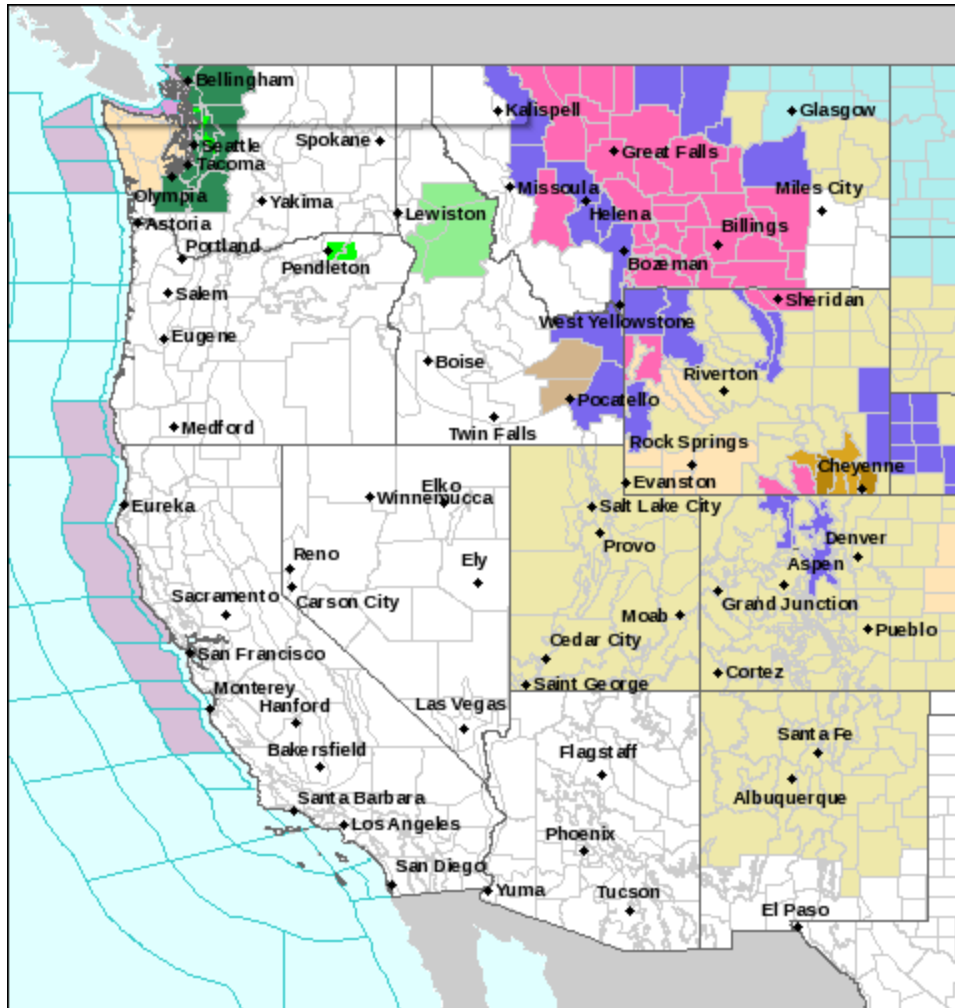 Bellingham
Kalispell
Glasgow
Seattle
Spokane
Great Falls
Tacoma
Olympia
Missoula
Miles City
Yakima
Lewiston
Helena
Astoria
Billings
Portland
Pendleton
Bozeman
Salem
Sheridan
West Yellowstone
Eugene
Boise
Riverton
Pocatello
Medford
Twin Falls
Rock Springs
Cheyenne
Elko
Evanston
Winnemucca
Eureka
Salt Lake City
Provo
Denver
Reno
Ely
Aspen
Sacramento
Carson City
Grand Junction
Moab
Pueblo
Cedar City
San Francisco
Cortez
Saint George
Monterey
Hanford
Las Vegas
Santa Fe
Bakersfield
Flagstaff
Albuquerque
Santa Barbara
Los Angeles
Phoenix
San Diego
Yuma
Tucson
El Paso